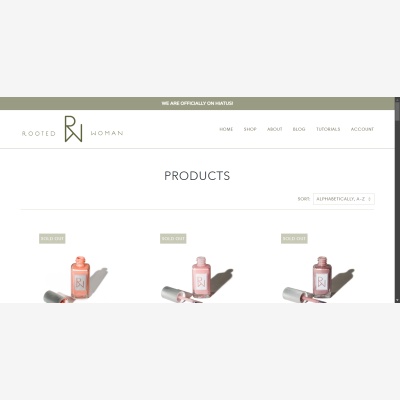 WE ARE OFFICIALLY ON HIATUS!
ROOTED RW WOMAN
HOME SHOP ABOUT BLOG TUTORIALS ACCOUNT
PRODUCTS
SORT: ALPHABETICALLY, A-Z
SOLD OUT SOLD OUT SOLD OUT